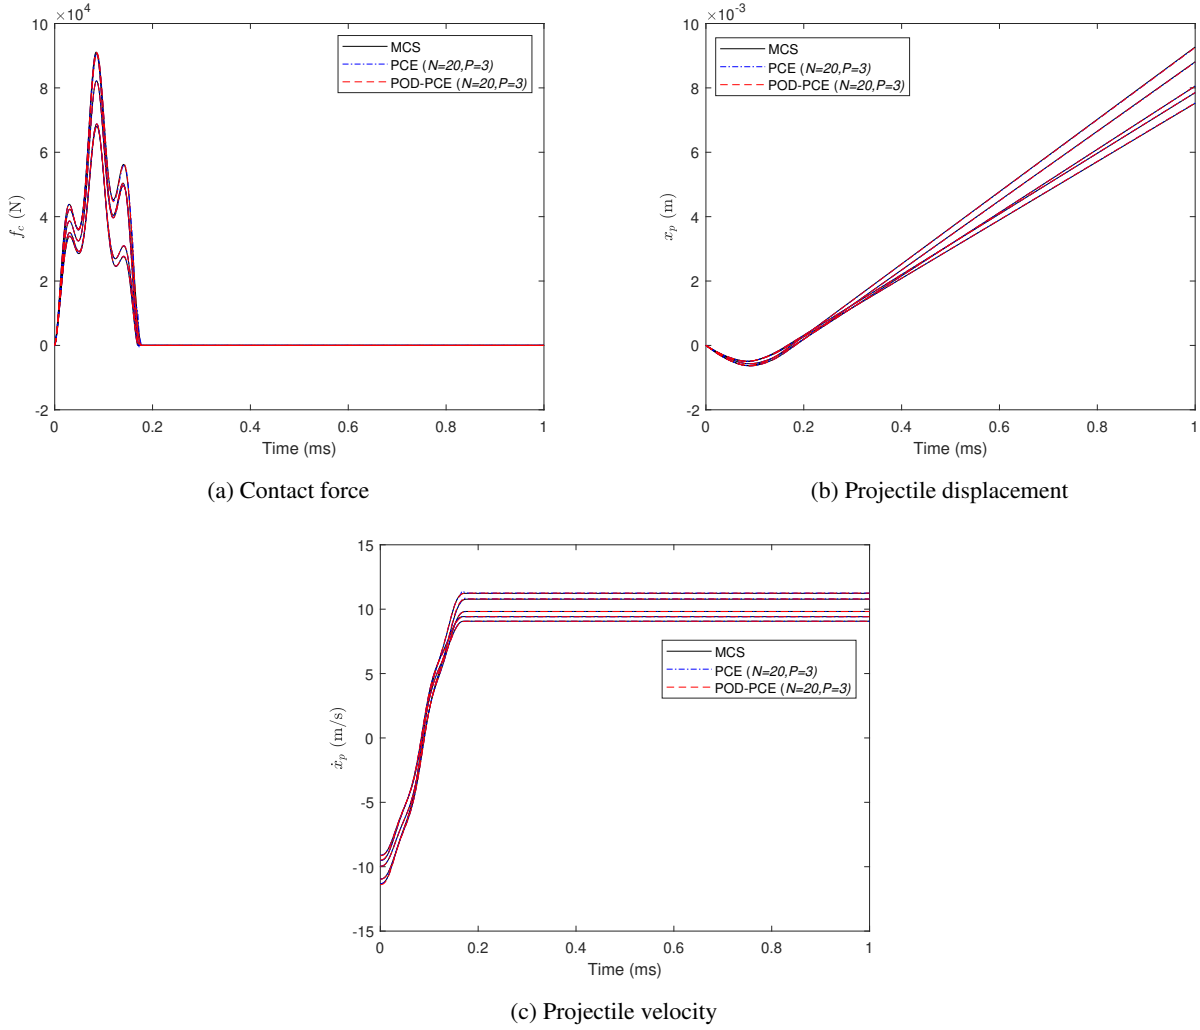 ×10⁴
10
8
6
4
2
0
-2
f_c (N)
0 0.2 0.4 0.6 0.8 1
Time (ms)
MCS
PCE (N=20,P=3)
POD-PCE (N=20,P=3)
(a) Contact force
×10⁻³
10
8
6
4
2
0
-2
x_p (m)
0 0.2 0.4 0.6 0.8 1
Time (ms)
MCS
PCE (N=20,P=3)
POD-PCE (N=20,P=3)
(b) Projectile displacement
15
10
5
0
-5
-10
-15
ẋ_p (m/s)
0 0.2 0.4 0.6 0.8 1
Time (ms)
MCS
PCE (N=20,P=3)
POD-PCE (N=20,P=3)
(c) Projectile velocity